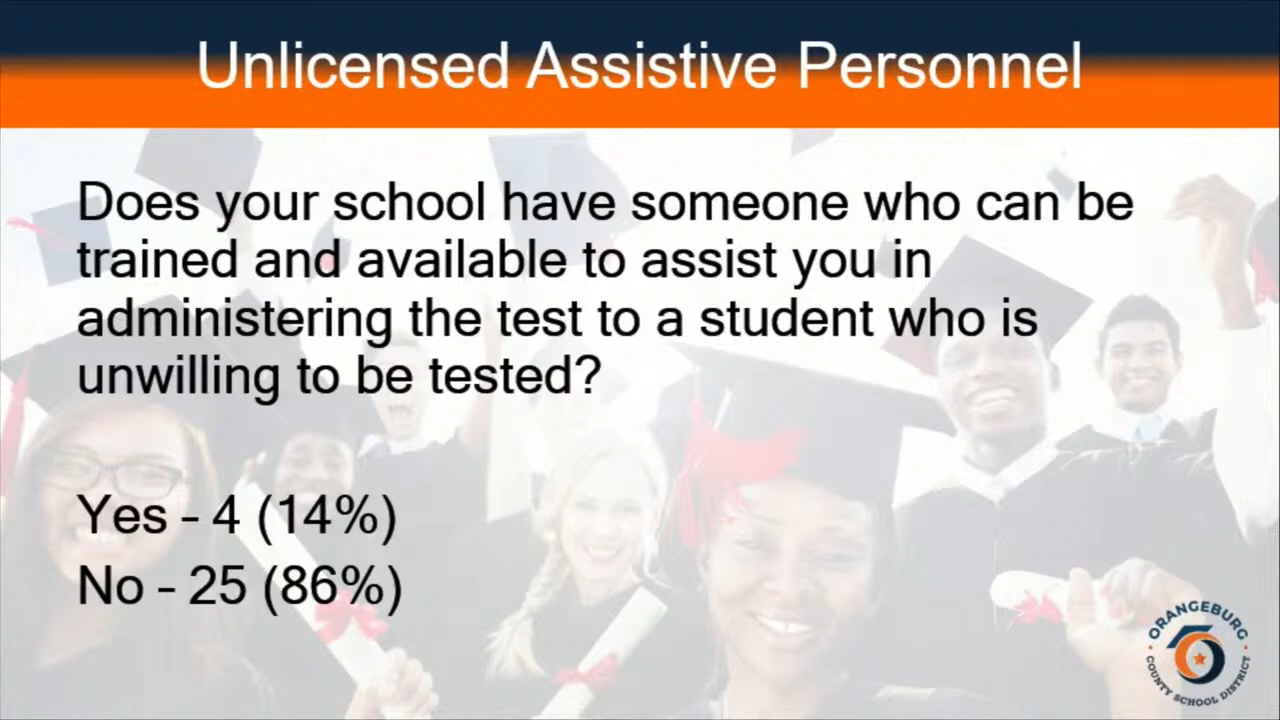 Unlicensed Assistive Personnel
Does your school have someone who can be
trained and available to assist you in
administering the test to a student who is
unwilling to be tested?
Yes - 4 (14%)
No - 25 (86%)
ORANGEBURG
COUNTY SCHOOL DISTRICT